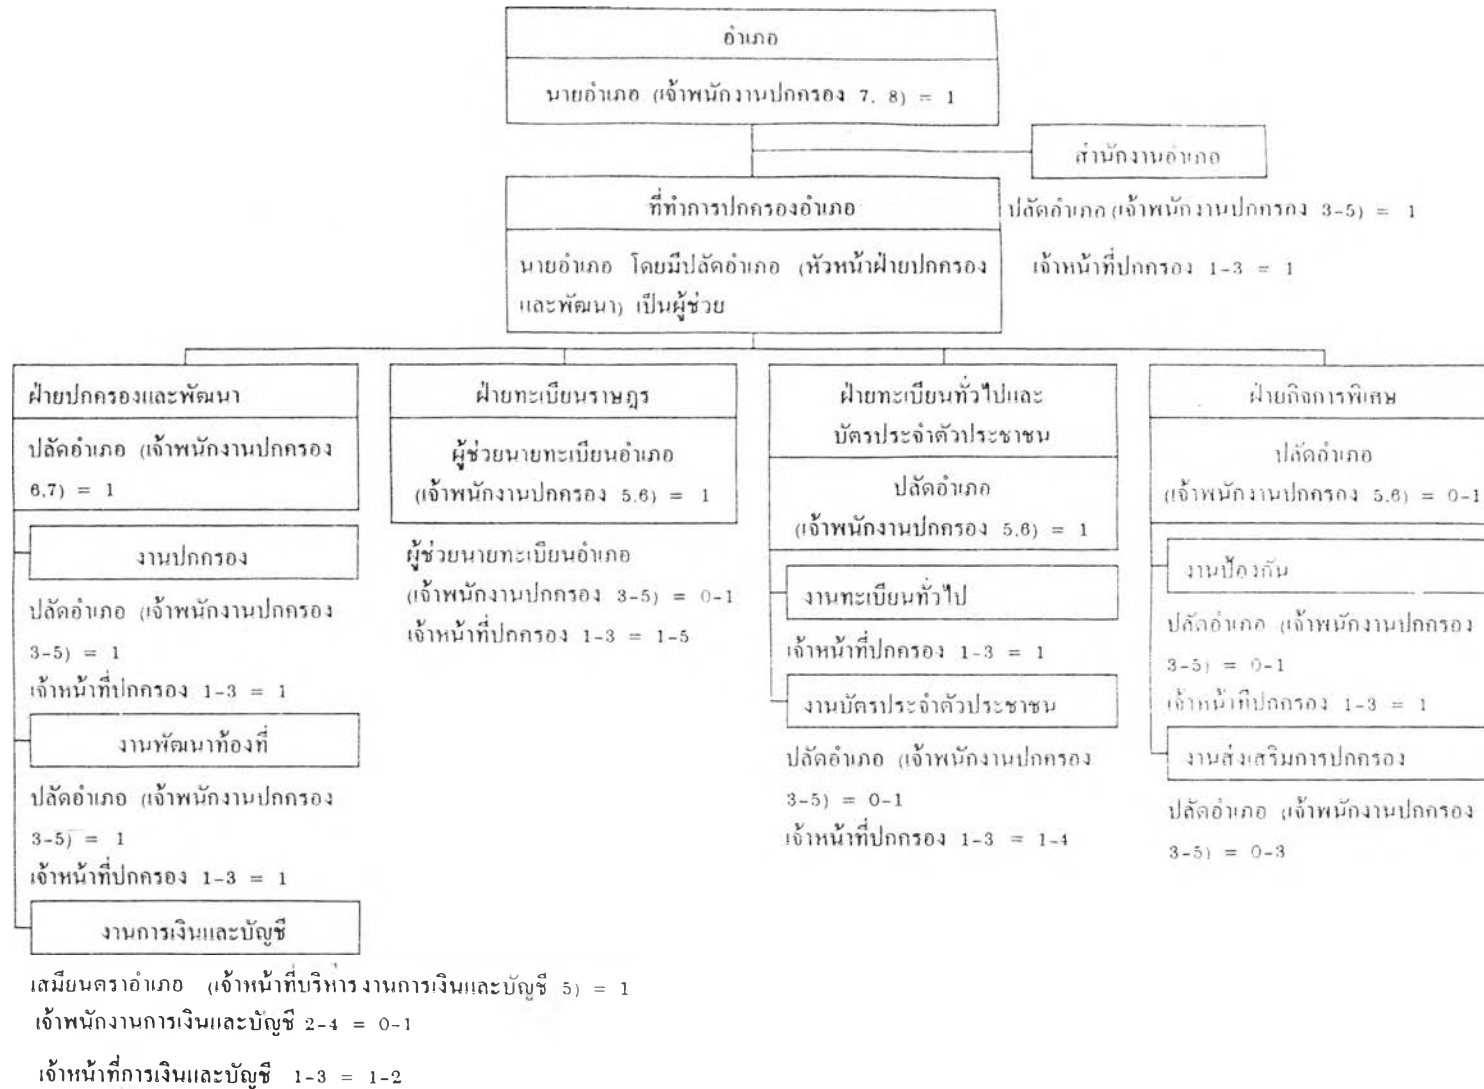 อำเภอ
นายอำเภอ (เจ้าพนักงานปกครอง 7, 8) = 1
สำนักงานอำเภอ
ปลัดอำเภอ (เจ้าพนักงานปกครอง 3-5) = 1
เจ้าหน้าที่ปกครอง 1-3 = 1
ที่ทำการปกครองอำเภอ
นายอำเภอ โดยมีปลัดอำเภอ (หัวหน้าฝ่ายปกครอง
และพัฒนา) เป็นผู้ช่วย
ฝ่ายปกครองและพัฒนา
ปลัดอำเภอ (เจ้าพนักงานปกครอง
6,7) = 1
งานปกครอง
ปลัดอำเภอ (เจ้าพนักงานปกครอง
3-5) = 1
เจ้าหน้าที่ปกครอง 1-3 = 1
งานพัฒนาท้องที่
ปลัดอำเภอ (เจ้าพนักงานปกครอง
3-5) = 1
เจ้าหน้าที่ปกครอง 1-3 = 1
งานการเงินและบัญชี
เสมียนตราอำเภอ (เจ้าหน้าที่บริหารงานการเงินและบัญชี 5) = 1
เจ้าพนักงานการเงินและบัญชี 2-4 = 0-1
เจ้าหน้าที่การเงินและบัญชี 1-3 = 1-2
ฝ่ายทะเบียนราษฎร
ผู้ช่วยนายทะเบียนอำเภอ
(เจ้าพนักงานปกครอง 5,6) = 1
ผู้ช่วยนายทะเบียนอำเภอ
(เจ้าพนักงานปกครอง 3-5) = 0-1
เจ้าหน้าที่ปกครอง 1-3 = 1-5
ฝ่ายทะเบียนทั่วไปและ
บัตรประจำตัวประชาชน
ปลัดอำเภอ
(เจ้าพนักงานปกครอง 5,6) = 1
งานทะเบียนทั่วไป
เจ้าหน้าที่ปกครอง 1-3 = 1
งานบัตรประจำตัวประชาชน
ปลัดอำเภอ (เจ้าพนักงานปกครอง
3-5) = 0-1
เจ้าหน้าที่ปกครอง 1-3 = 1-4
ฝ่ายกิจการพิเศษ
ปลัดอำเภอ
(เจ้าพนักงานปกครอง 5,6) = 0-1
งานป้องกัน
ปลัดอำเภอ (เจ้าพนักงานปกครอง
3-5) = 0-1
เจ้าหน้าที่ปกครอง 1-3 = 1
งานส่งเสริมการปกครอง
ปลัดอำเภอ (เจ้าพนักงานปกครอง
3-5) = 0-3